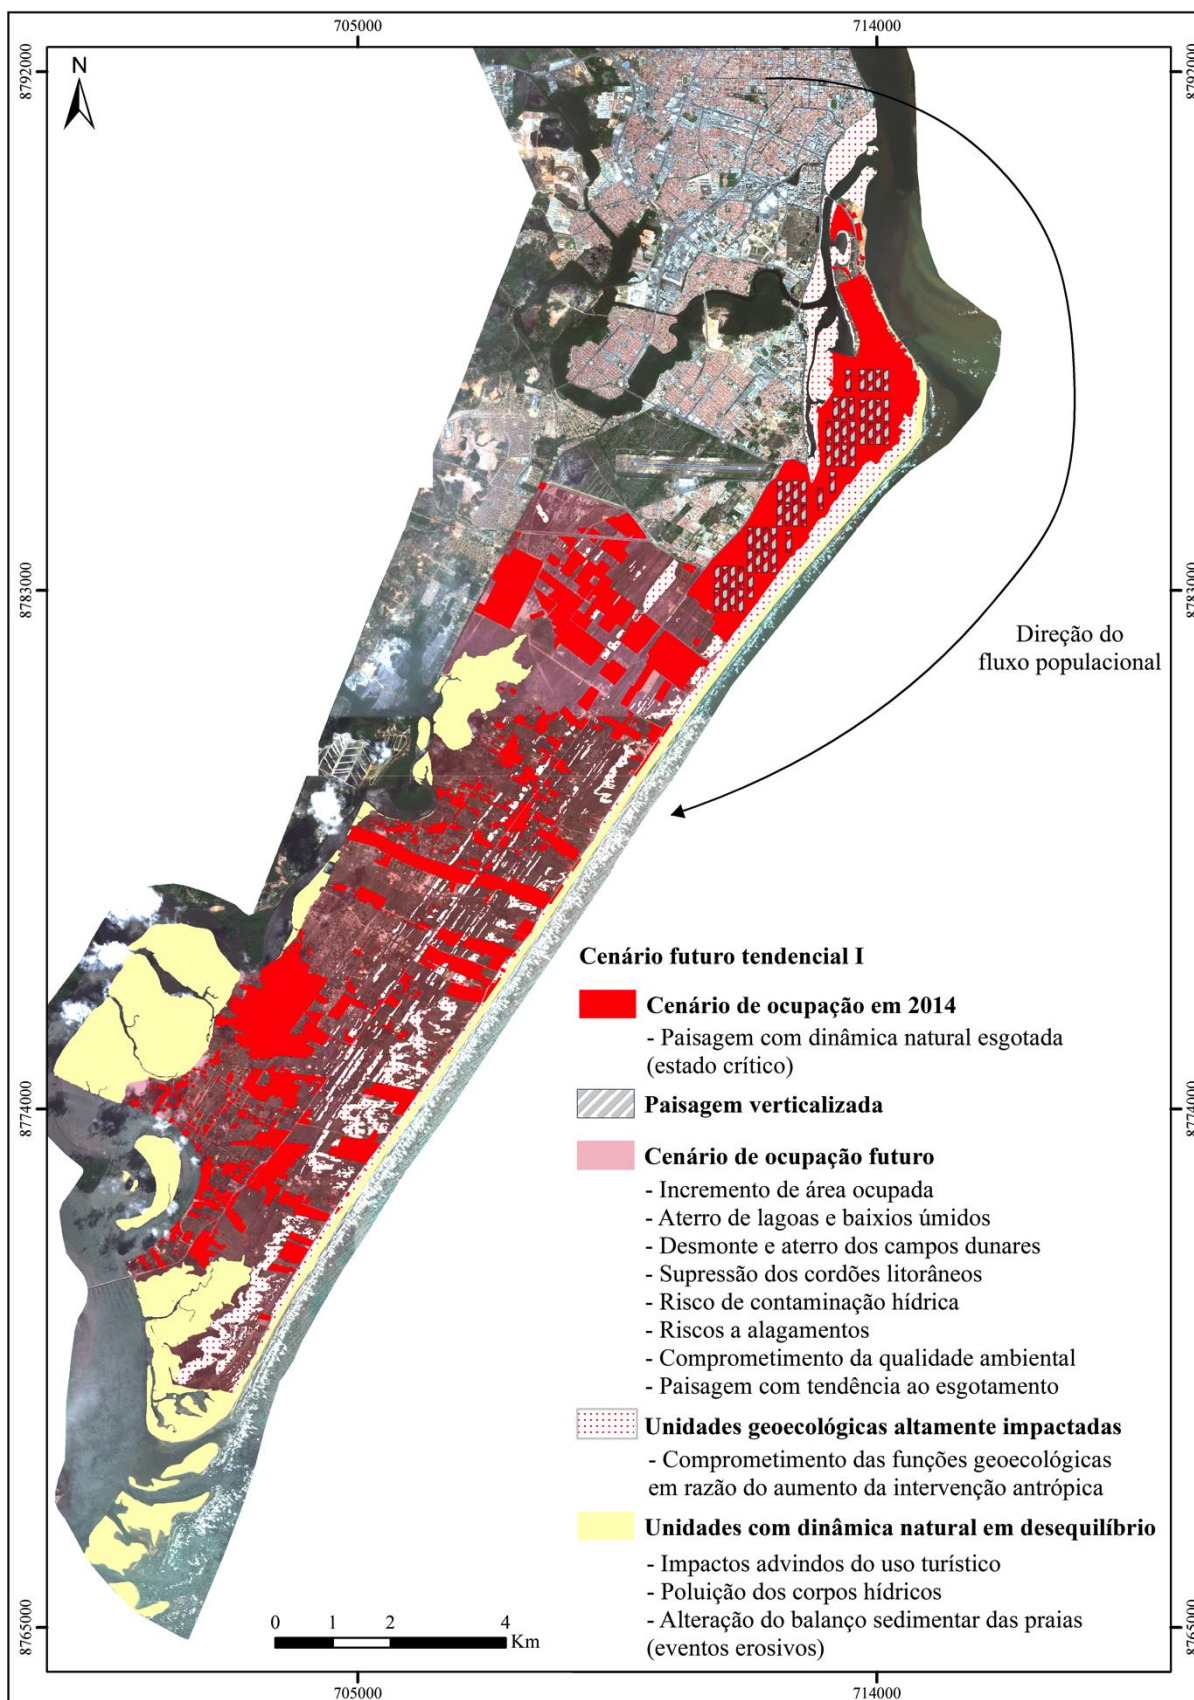 705000
714000
8792000
8792000
N
8783000
8783000
Direção do
fluxo populacional
Cenário futuro tendencial I
Cenário de ocupação em 2014
- Paisagem com dinâmica natural esgotada
(estado crítico)
8774000
8774000
Paisagem verticalizada
Cenário de ocupação futuro
- Incremento de área ocupada
- Aterro de lagoas e baixios úmidos
- Desmonte e aterro dos campos dunares
- Supressão dos cordões litorâneos
- Risco de contaminação hídrica
- Riscos a alagamentos
- Comprometimento da qualidade ambiental
- Paisagem com tendência ao esgotamento
Unidades geoecológicas altamente impactadas
- Comprometimento das funções geoecológicas
em razão do aumento da intervenção antrópica
Unidades com dinâmica natural em desequilíbrio
- Impactos advindos do uso turístico
- Poluição dos corpos hídricos
- Alteração do balanço sedimentar das praias
(eventos erosivos)
8765000
8765000
0 1 2 4
Km
705000
714000